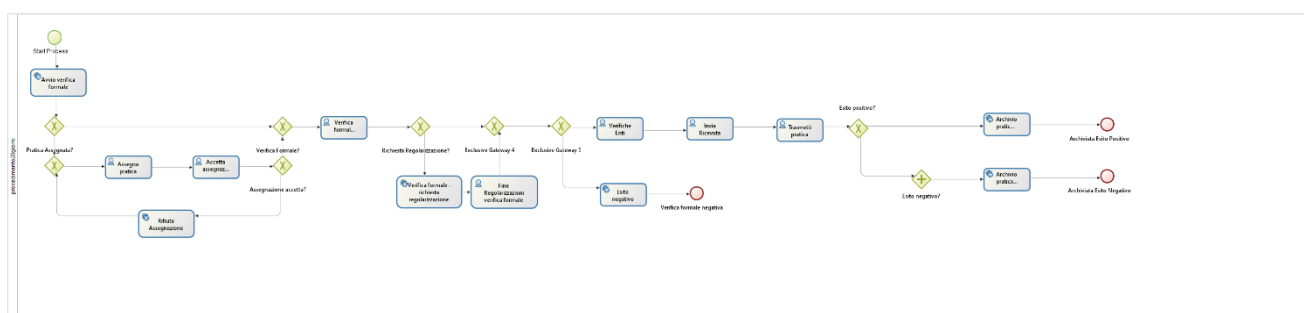 Start Process
Avvio verifica
formale
Pratica Assegnata?
Assegna
pratica
Accetta
assegnaz...
Rifiuta
Assegnazione
Verifica Formale?
Assegnazione accetta?
Verifica
formal...
Richiesta Regolarizzazione?
Verifica formale -
richiesta
regolarizzazione
Fine
Regolarizzazioni
verifica formale
Exclusive Gateway 4
Exclusive Gateway 5
Verifiche
Enti
Invia
Ricevuta
Trasmetti
pratica
Esito
negativo
Verifica formale negativa
Esito positivo?
Esito negativo?
Archivio
pratic...
Archiviata Esito Positivo
Archivio
pratic...
Archiviata Esito Negativo